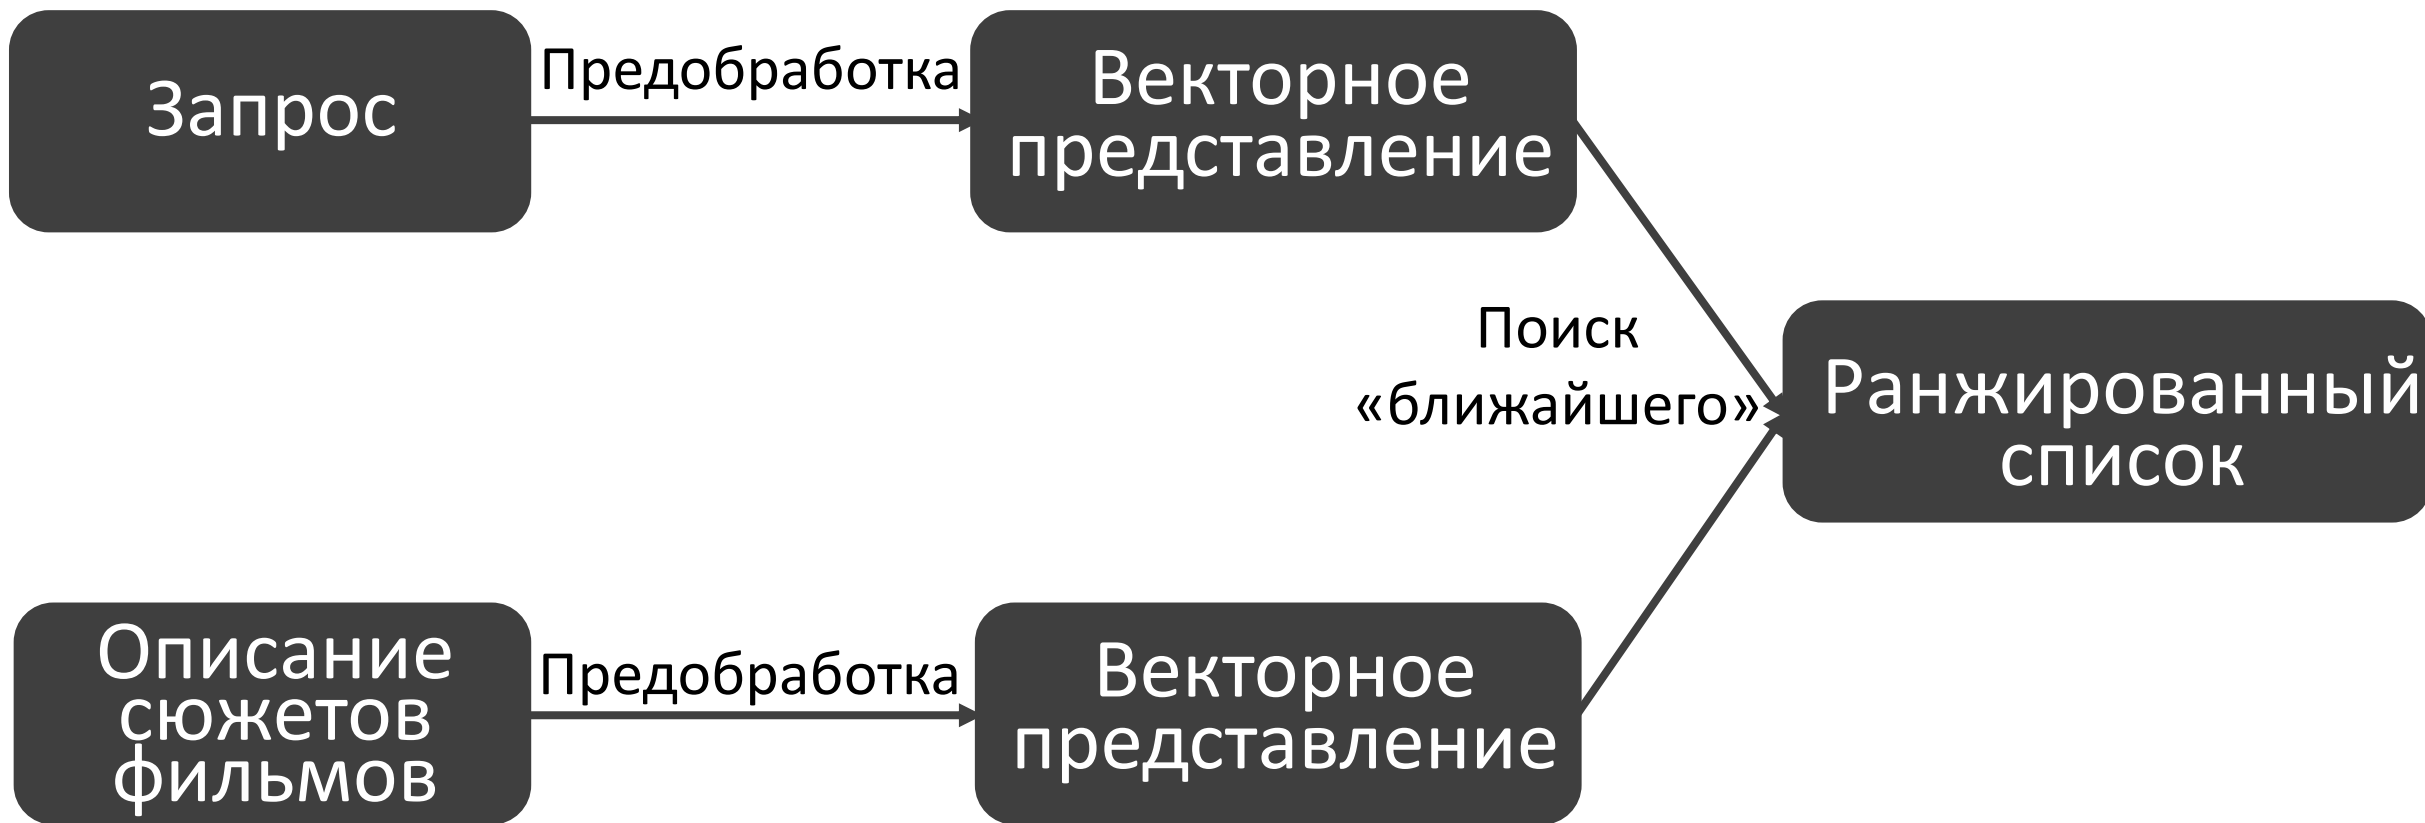 Запрос
Предобработка
Векторное
представление
Поиск
«ближайшего»
Ранжированный
список
Описание
сюжетов
фильмов
Предобработка
Векторное
представление